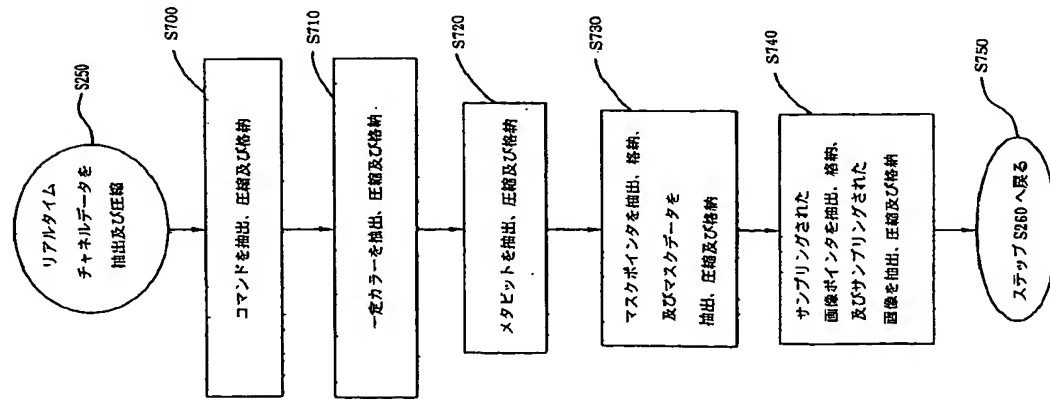 S250
リアルタイム
チャネルデータを
抽出及び圧縮
S700
コマンドを抽出、圧縮及び格納
S710
一定カラーを抽出、圧縮及び格納
S720
メタビットを抽出、圧縮及び格納
S730
マスクポインタを抽出、格納、
及びマスクデータを
抽出、圧縮及び格納
S740
サンプリングされた
画像ポインタを抽出、格納、
及びサンプリングされた
画像を抽出、圧縮及び格納
S750
ステップ S260 へ戻る